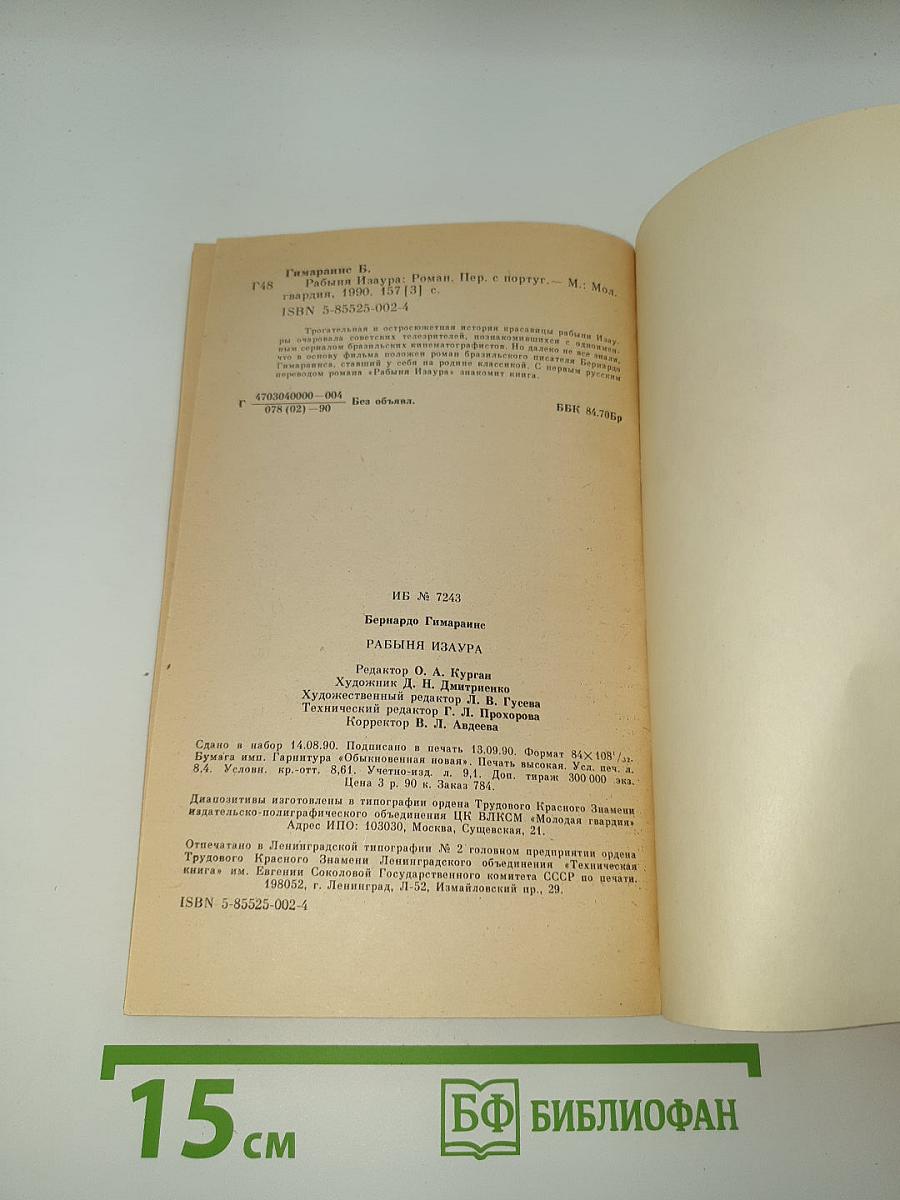 Гимараинс Б.
Г48 Рабыня Изаура: Роман. Пер. с португ.— М.: Мол.
гвардия, 1990. 157 [3] с.
ISBN 5-85525-002-4
Трогательная и остросюжетная история красавицы рабыни Изау-
ры очаровала советских телезрителей, познакомившихся с одноимен-
ным сериалом бразильских кинематографистов. Но далеко не все знали,
что в основу фильма положен роман бразильского писателя Бернардо
Гимараинса, ставший у себя на родине классикой. С первым русским
переводом романа «Рабыня Изаура» знакомит книга.
Г 4703040000—004 Без объявл.
078 (02)—90
ББК 84.70Бр
ИБ № 7243
Бернардо Гимараинс
РАБЫНЯ ИЗАУРА
Редактор О. А. Курган
Художник Д. Н. Дмитриенко
Художественный редактор Л. В. Гусева
Технический редактор Г. Л. Прохорова
Корректор В. Л. Авдеева
Сдано в набор 14.08.90. Подписано в печать 13.09.90. Формат 84×108¹/₃₂.
Бумага имп. Гарнитура «Обыкновенная новая». Печать высокая. Усл. печ. л.
8,4. Условн. кр.-отт. 8,61. Учетно-изд. л. 9,1. Доп. тираж 300 000 экз.
Цена 3 р. 90 к. Заказ 784.
Диапозитивы изготовлены в типографии ордена Трудового Красного Знамени
издательско-полиграфического объединения ЦК ВЛКСМ «Молодая гвардия»
Адрес ИПО: 103030, Москва, Сущевская, 21.
Отпечатано в Ленинградской типографии № 2 головном предприятии ордена
Трудового Красного Знамени Ленинградского объединения «Техническая
книга» им. Евгении Соколовой Государственного комитета СССР по печати.
198052, г. Ленинград, Л-52, Измайловский пр., 29.
ISBN 5-85525-002-4
15 см
БФ БИБЛИОФАН